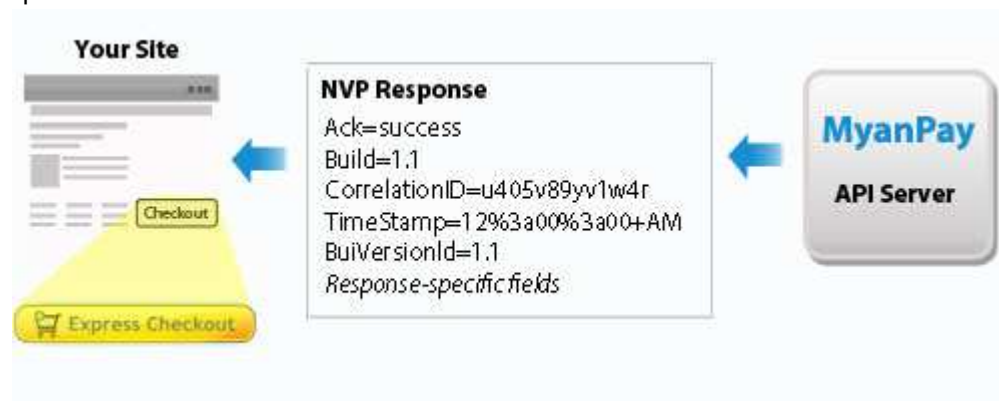 Your Site
Checkout
Express Checkout
NVP Response
Ack=success
Build=1.1
CorrelationID=u405v89yv1w4r
TimeStamp=12%3a00%3a00+AM
BuiVersionId=1.1
Response-specific fields
MyanPay
API Server